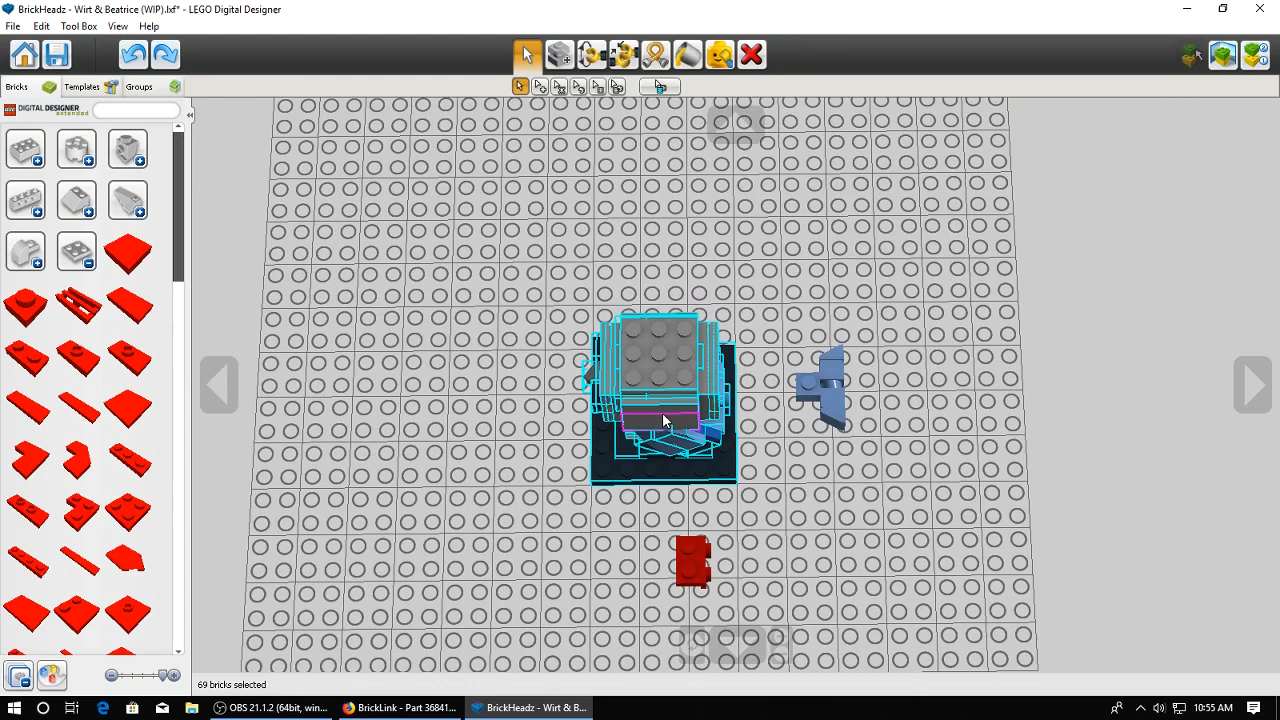 BrickHeadz - Wirt & Beatrice (WIP).lxf* - LEGO Digital Designer
File Edit Tool Box View Help
Bricks Templates Groups
LEGO DIGITAL DESIGNER
extended
69 bricks selected
OBS 21.1.2 (64bit, win...
BrickLink - Part 36841...
BrickHeadz - Wirt & B...
10:55 AM